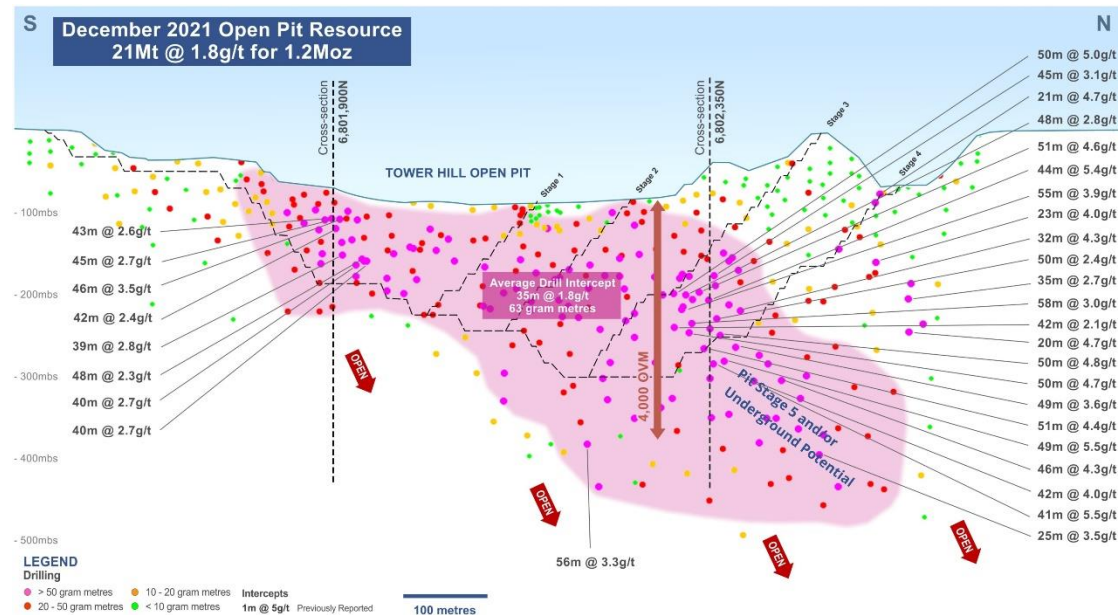 S
N
December 2021 Open Pit Resource
21Mt @ 1.8g/t for 1.2Moz
Cross-section
6,801,900N
Cross-section
6,802,350N
TOWER HILL OPEN PIT
Stage 1
Stage 2
Stage 3
Stage 4
- 100mbs
- 200mbs
- 300mbs
- 400mbs
- 500mbs
43m @ 2.6g/t
45m @ 2.7g/t
46m @ 3.5g/t
42m @ 2.4g/t
39m @ 2.8g/t
48m @ 2.3g/t
40m @ 2.7g/t
40m @ 2.7g/t
Average Drill Intercept
35m @ 1.8g/t
63 gram metres
4,000 OVM
Pit Stage 5 and/or
Underground Potential
OPEN
OPEN
OPEN
OPEN
56m @ 3.3g/t
50m @ 5.0g/t
45m @ 3.1g/t
21m @ 4.7g/t
48m @ 2.8g/t
51m @ 4.6g/t
44m @ 5.4g/t
55m @ 3.9g/t
23m @ 4.0g/t
32m @ 4.3g/t
50m @ 2.4g/t
35m @ 2.7g/t
58m @ 3.0g/t
42m @ 2.1g/t
20m @ 4.7g/t
50m @ 4.8g/t
50m @ 4.7g/t
49m @ 3.6g/t
51m @ 4.4g/t
49m @ 5.5g/t
46m @ 4.3g/t
42m @ 4.0g/t
41m @ 5.5g/t
25m @ 3.5g/t
LEGEND
Drilling
> 50 gram metres
20 - 50 gram metres
10 - 20 gram metres
< 10 gram metres
Intercepts
1m @ 5g/t Previously Reported
100 metres